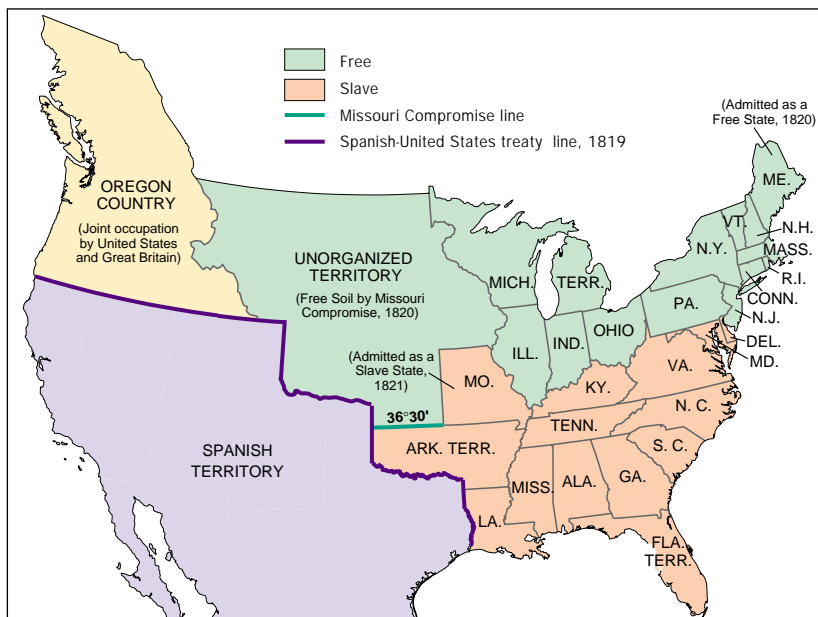 Free
Slave
Missouri Compromise line
Spanish-United States treaty line, 1819
(Admitted as a
Free State, 1820)
ME.
OREGON
COUNTRY
(Joint occupation
by United States
and Great Britain)
VT.
N.H.
N.Y.
MASS.
UNORGANIZED
TERRITORY
(Free Soil by Missouri
Compromise, 1820)
MICH.
TERR.
R.I.
CONN.
PA.
N.J.
OHIO
IND.
ILL.
DEL.
MD.
(Admitted as a
Slave State,
1821)
MO.
VA.
KY.
36°30'
N. C.
TENN.
SPANISH
TERRITORY
ARK. TERR.
S. C.
MISS.
ALA.
GA.
LA.
FLA.
TERR.